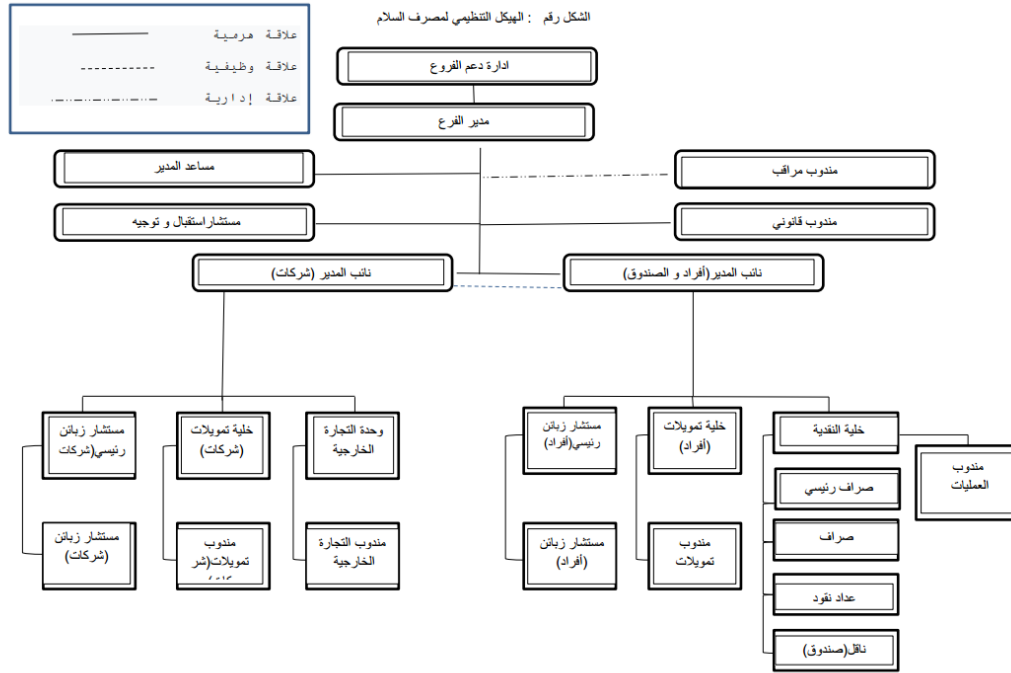 الشكل رقم : الهيكل التنظيمي لمصرف السلام
علاقة هرمية
علاقة وظيفية
علاقة إدارية
ادارة دعم الفروع
مدير الفرع
مندوب مراقب
مساعد المدير
مندوب قانوني
مستشار استقبال و توجيه
نائب المدير(أفراد و الصندوق)
نائب المدير (شركات)
خلية النقدية
خلية تمويلات
(أفراد)
مستشار زبائن
رئيسي(أفراد)
وحدة التجارة
الخارجية
خلية تمويلات
(شركات)
مستشار زبائن
رئيسي(شركات
مندوب
العمليات
صراف رئيسي
صراف
عداد نقود
ناقل(صندوق)
مندوب
تمويلات
مستشار زبائن
(أفراد)
مندوب التجارة
الخارجية
مندوب
تمويلات(شر
مستشار زبائن
(شركات)